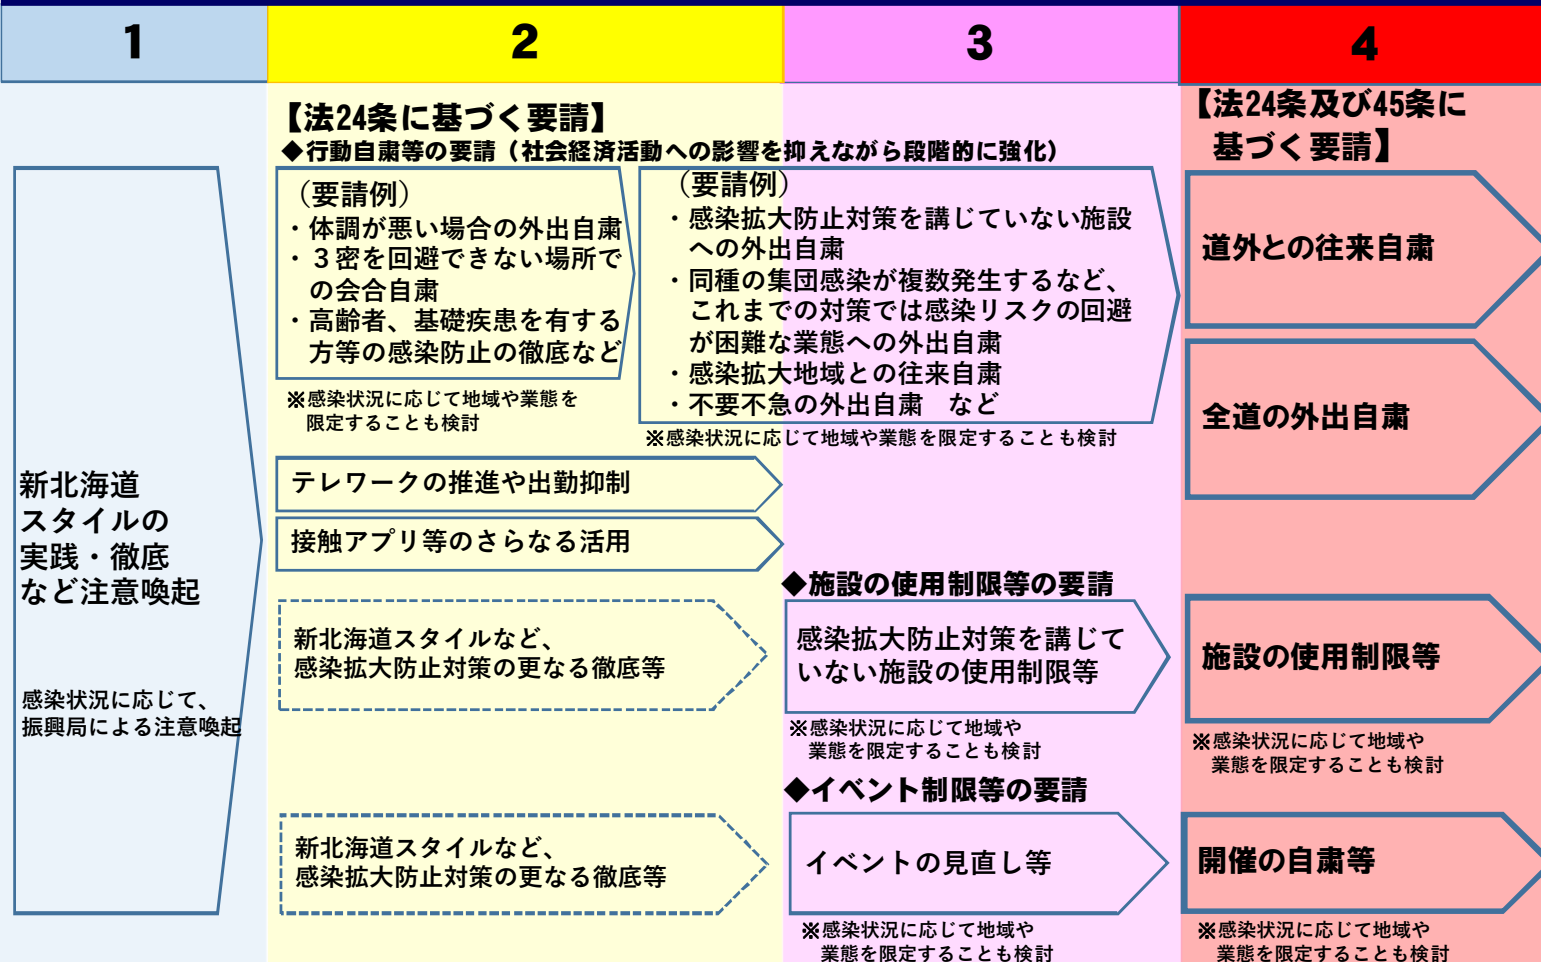 1
2
3
4
【法24条に基づく要請】
◆行動自粛等の要請（社会経済活動への影響を抑えながら段階的に強化）
【法24条及び45条に
基づく要請】
新北海道
スタイルの
実践・徹底
など注意喚起
感染状況に応じて、
振興局による注意喚起
（要請例）
・体調が悪い場合の外出自粛
・３密を回避できない場所で
の会合自粛
・高齢者、基礎疾患を有する
方等の感染防止の徹底など
※感染状況に応じて地域や業態を
限定することも検討
（要請例）
・感染拡大防止対策を講じていない施設
への外出自粛
・同種の集団感染が複数発生するなど、
これまでの対策では感染リスクの回避
が困難な業態への外出自粛
・感染拡大地域との往来自粛
・不要不急の外出自粛　など
※感染状況に応じて地域や業態を限定することも検討
道外との往来自粛
全道の外出自粛
テレワークの推進や出勤抑制
接触アプリ等のさらなる活用
◆施設の使用制限等の要請
新北海道スタイルなど、
感染拡大防止対策の更なる徹底等
感染拡大防止対策を講じて
いない施設の使用制限等
※感染状況に応じて地域や
業態を限定することも検討
施設の使用制限等
※感染状況に応じて地域や
業態を限定することも検討
◆イベント制限等の要請
新北海道スタイルなど、
感染拡大防止対策の更なる徹底等
イベントの見直し等
※感染状況に応じて地域や
業態を限定することも検討
開催の自粛等
※感染状況に応じて地域や
業態を限定することも検討